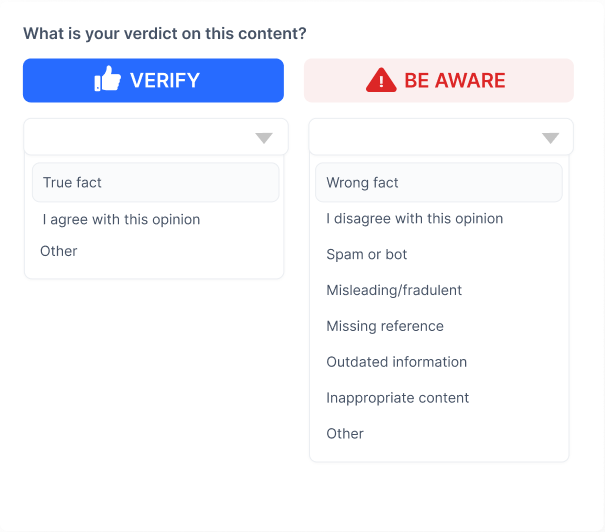 What is your verdict on this content?
VERIFY
BE AWARE
True fact
I agree with this opinion
Other
Wrong fact
I disagree with this opinion
Spam or bot
Misleading/fradulent
Missing reference
Outdated information
Inappropriate content
Other